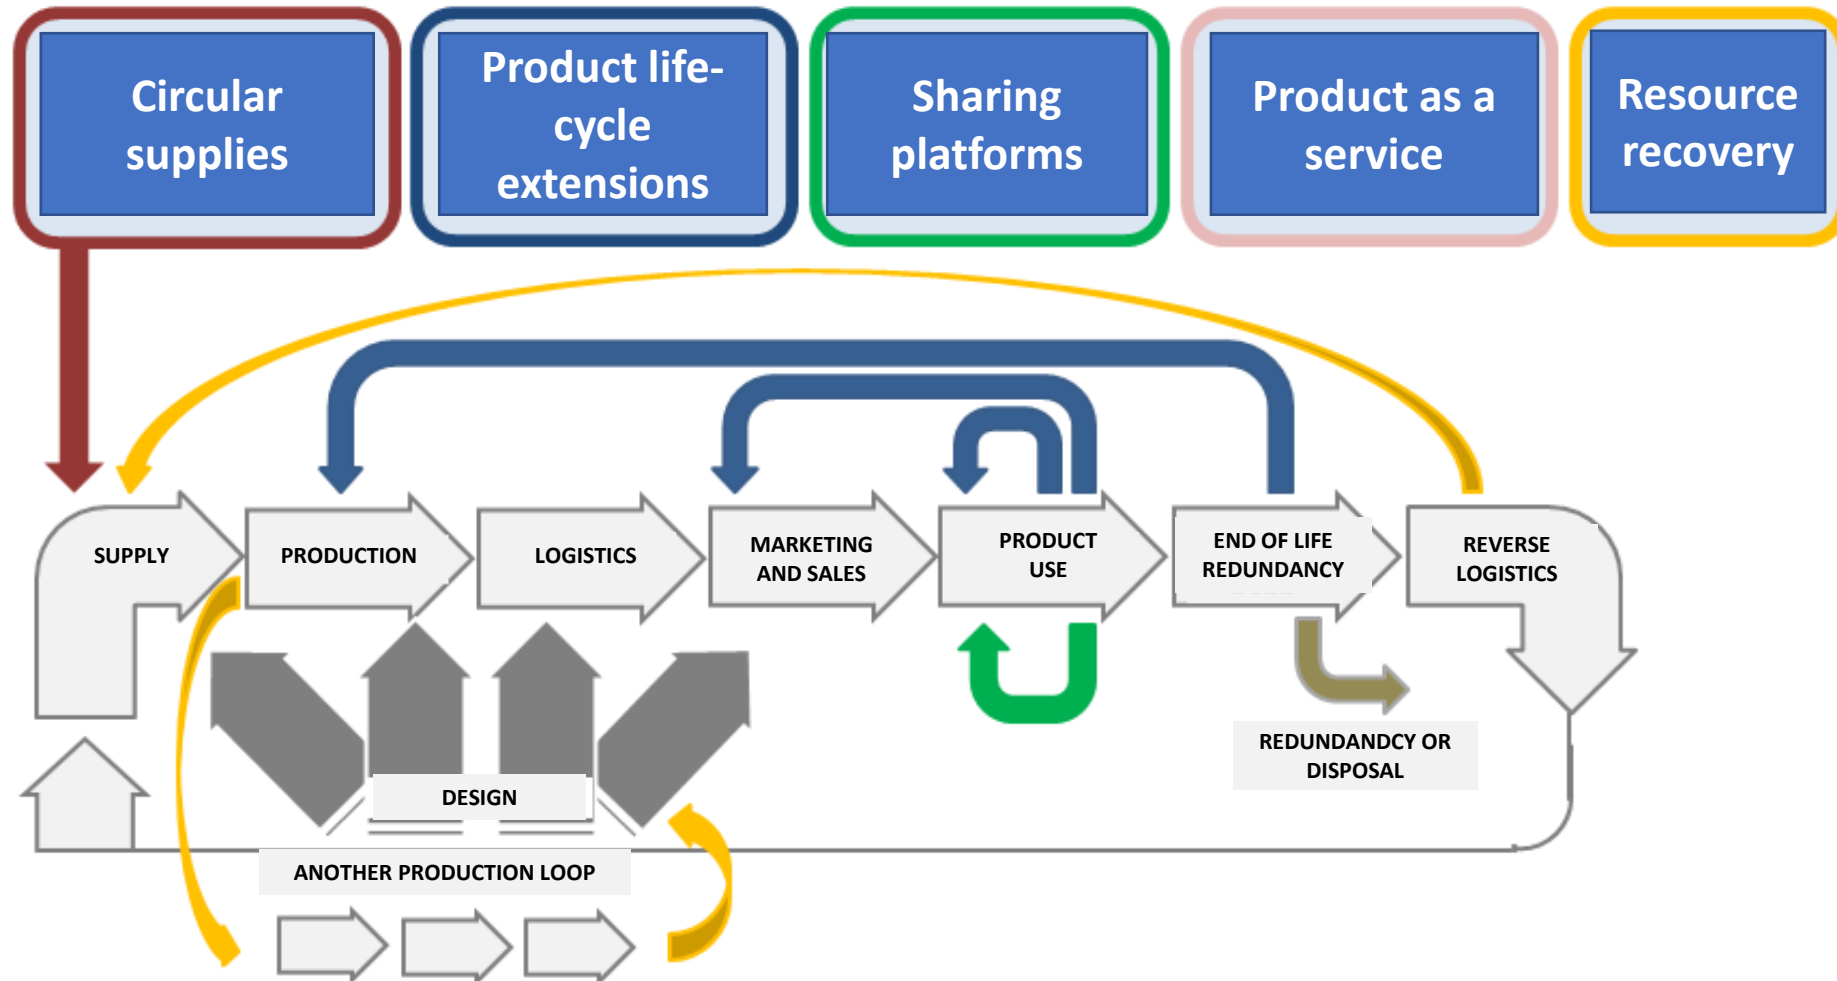 Circular
supplies
Product life-
cycle
extensions
Sharing
platforms
Product as a
service
Resource
recovery
SUPPLY
PRODUCTION
LOGISTICS
MARKETING
AND SALES
PRODUCT
USE
END OF LIFE
REDUNDANCY
REVERSE
LOGISTICS
REDUNDANDCY OR
DISPOSAL
DESIGN
ANOTHER PRODUCTION LOOP